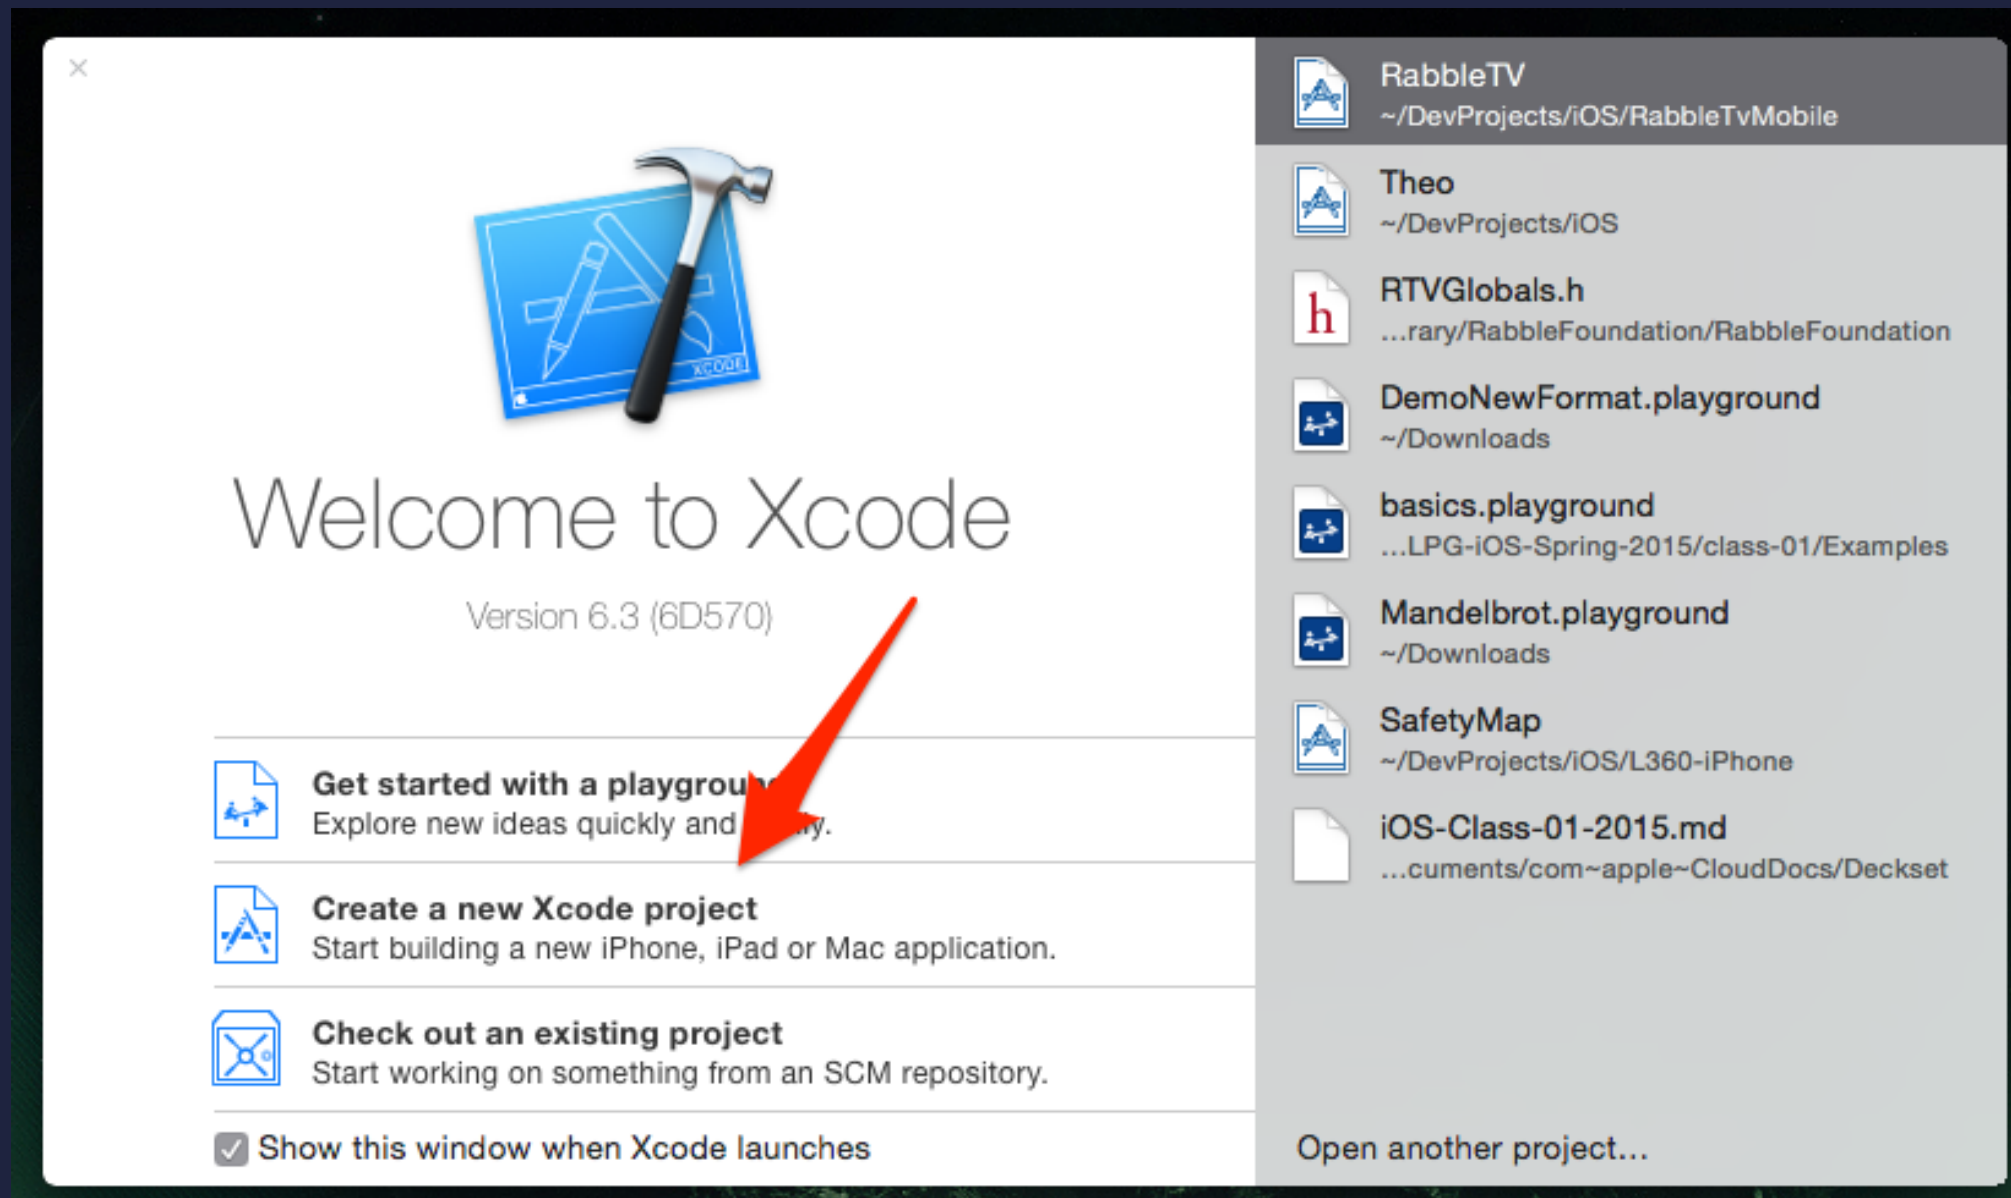 XCODE
Welcome to Xcode
Version 6.3 (6D570)
Get started with a
Explore new ideas quickly and
Create a new Xcode project
Start building a new iPhone, iPad or Mac application.
Check out an existing project
Start working on something from an SCM repository.
Show this window when Xcode launches
RabbleTV
~/DevProjects/iOS/RabbleTvMobile
Theo
~/DevProjects/iOS
h
RTVGlobals.h
...rary/RabbleFoundation/RabbleFoundation
DemoNewFormat.playground
~/Downloads
basics.playground
...LPG-iOS-Spring-2015/class-01/Examples
Mandelbrot.playground
~/Downloads
SafetyMap
~/DevProjects/iOS/L360-iPhone
iOS-Class-01-2015.md
...cuments/com~apple~CloudDocs/Deckset
Open another project...